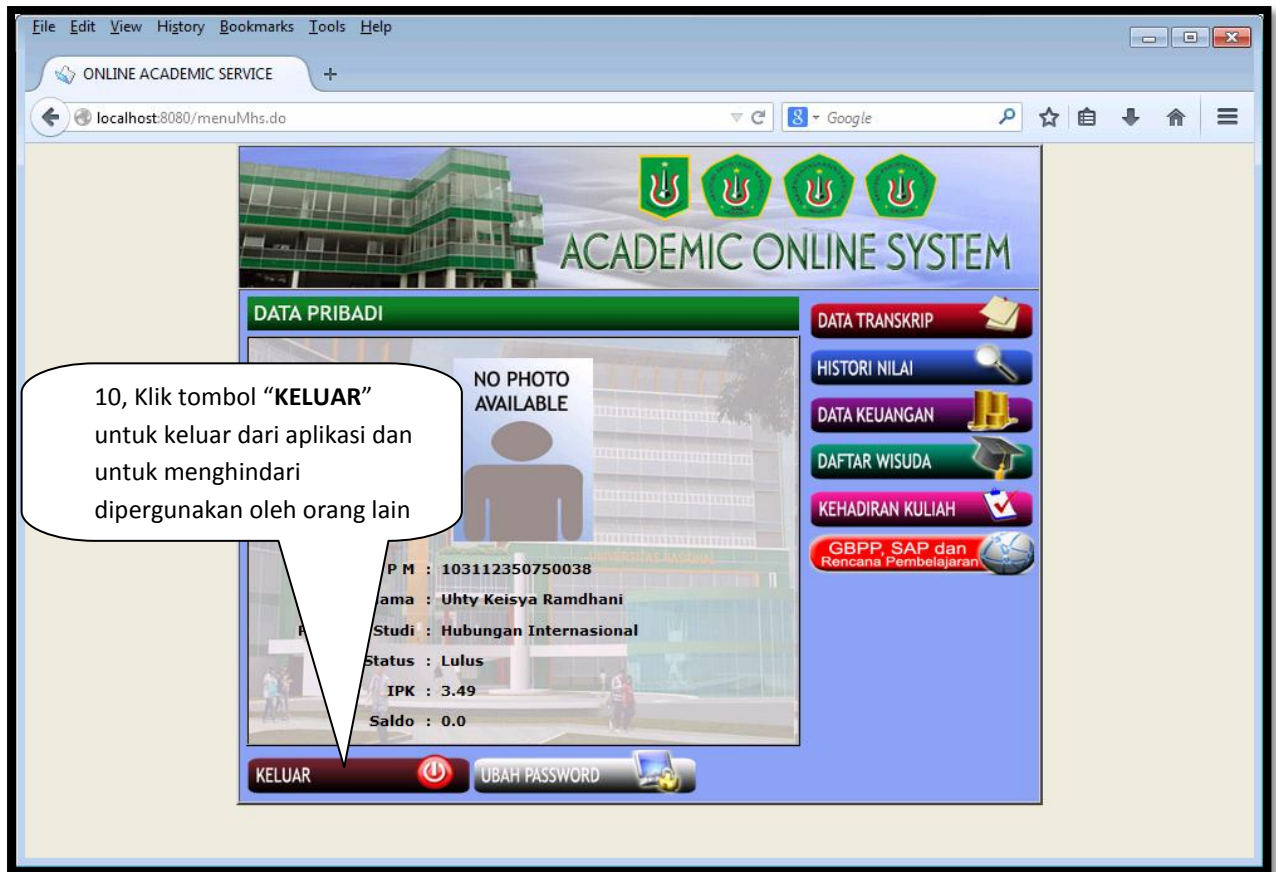 File Edit View History Bookmarks Tools Help
ONLINE ACADEMIC SERVICE
localhost:8080/menuMhs.do
Google
ACADEMIC ONLINE SYSTEM
DATA PRIBADI
NO PHOTO
AVAILABLE
10, Klik tombol “KELUAR”
untuk keluar dari aplikasi dan
untuk menghindari
dipergunakan oleh orang lain
P M : 103112350750038
ama : Uhty Keisya Ramdhani
Studi : Hubungan Internasional
Status : Lulus
IPK : 3.49
Saldo : 0.0
KELUAR
UBAH PASSWORD
DATA TRANSKRIP
HISTORI NILAI
DATA KEUANGAN
DAFTAR WISUDA
KEHADIRAN KULIAH
GBPP, SAP dan
Rencana Pembelajaran